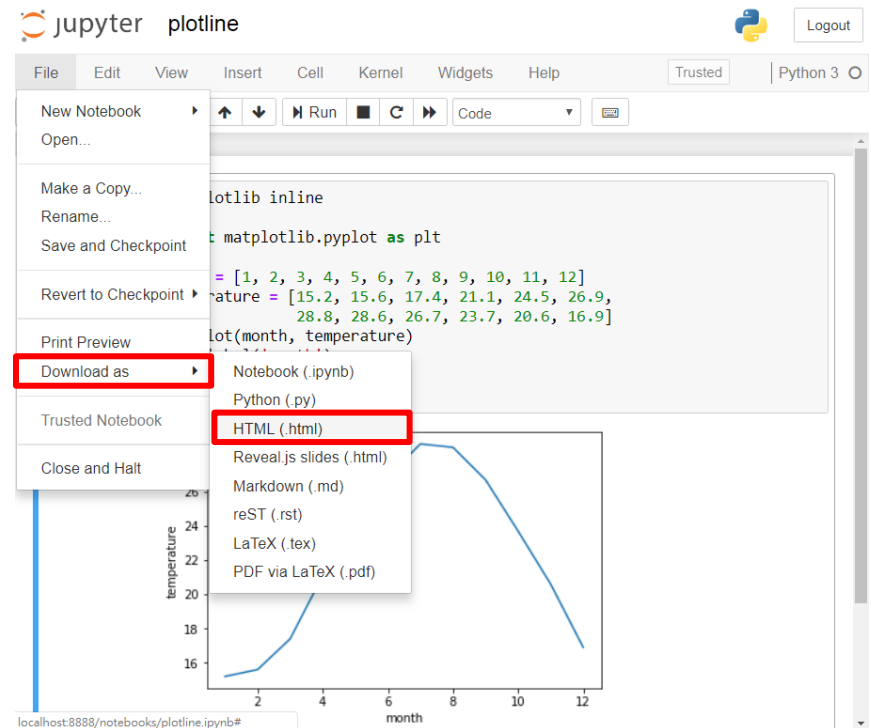 jupyter plotline
Logout
File Edit View Insert Cell Kernel Widgets Help Trusted Python 3
New Notebook
Open...
Make a Copy...
Rename...
Save and Checkpoint
Revert to Checkpoint
Print Preview
Download as
Trusted Notebook
Close and Halt
Run Code
otlib inline
t matplotlib.pyplot as plt
= [1, 2, 3, 4, 5, 6, 7, 8, 9, 10, 11, 12]
rature = [15.2, 15.6, 17.4, 21.1, 24.5, 26.9,
28.8, 28.6, 26.7, 23.7, 20.6, 16.9]
lot(month, temperature)
Notebook (.ipynb)
Python (.py)
HTML (.html)
Reveal.js slides (.html)
Markdown (.md)
reST (.rst)
LaTeX (.tex)
PDF via LaTeX (.pdf)
26
24
22
20
18
16
temperature
2 4 6 8 10 12
month
localhost:8888/notebooks/plotline.ipynb#